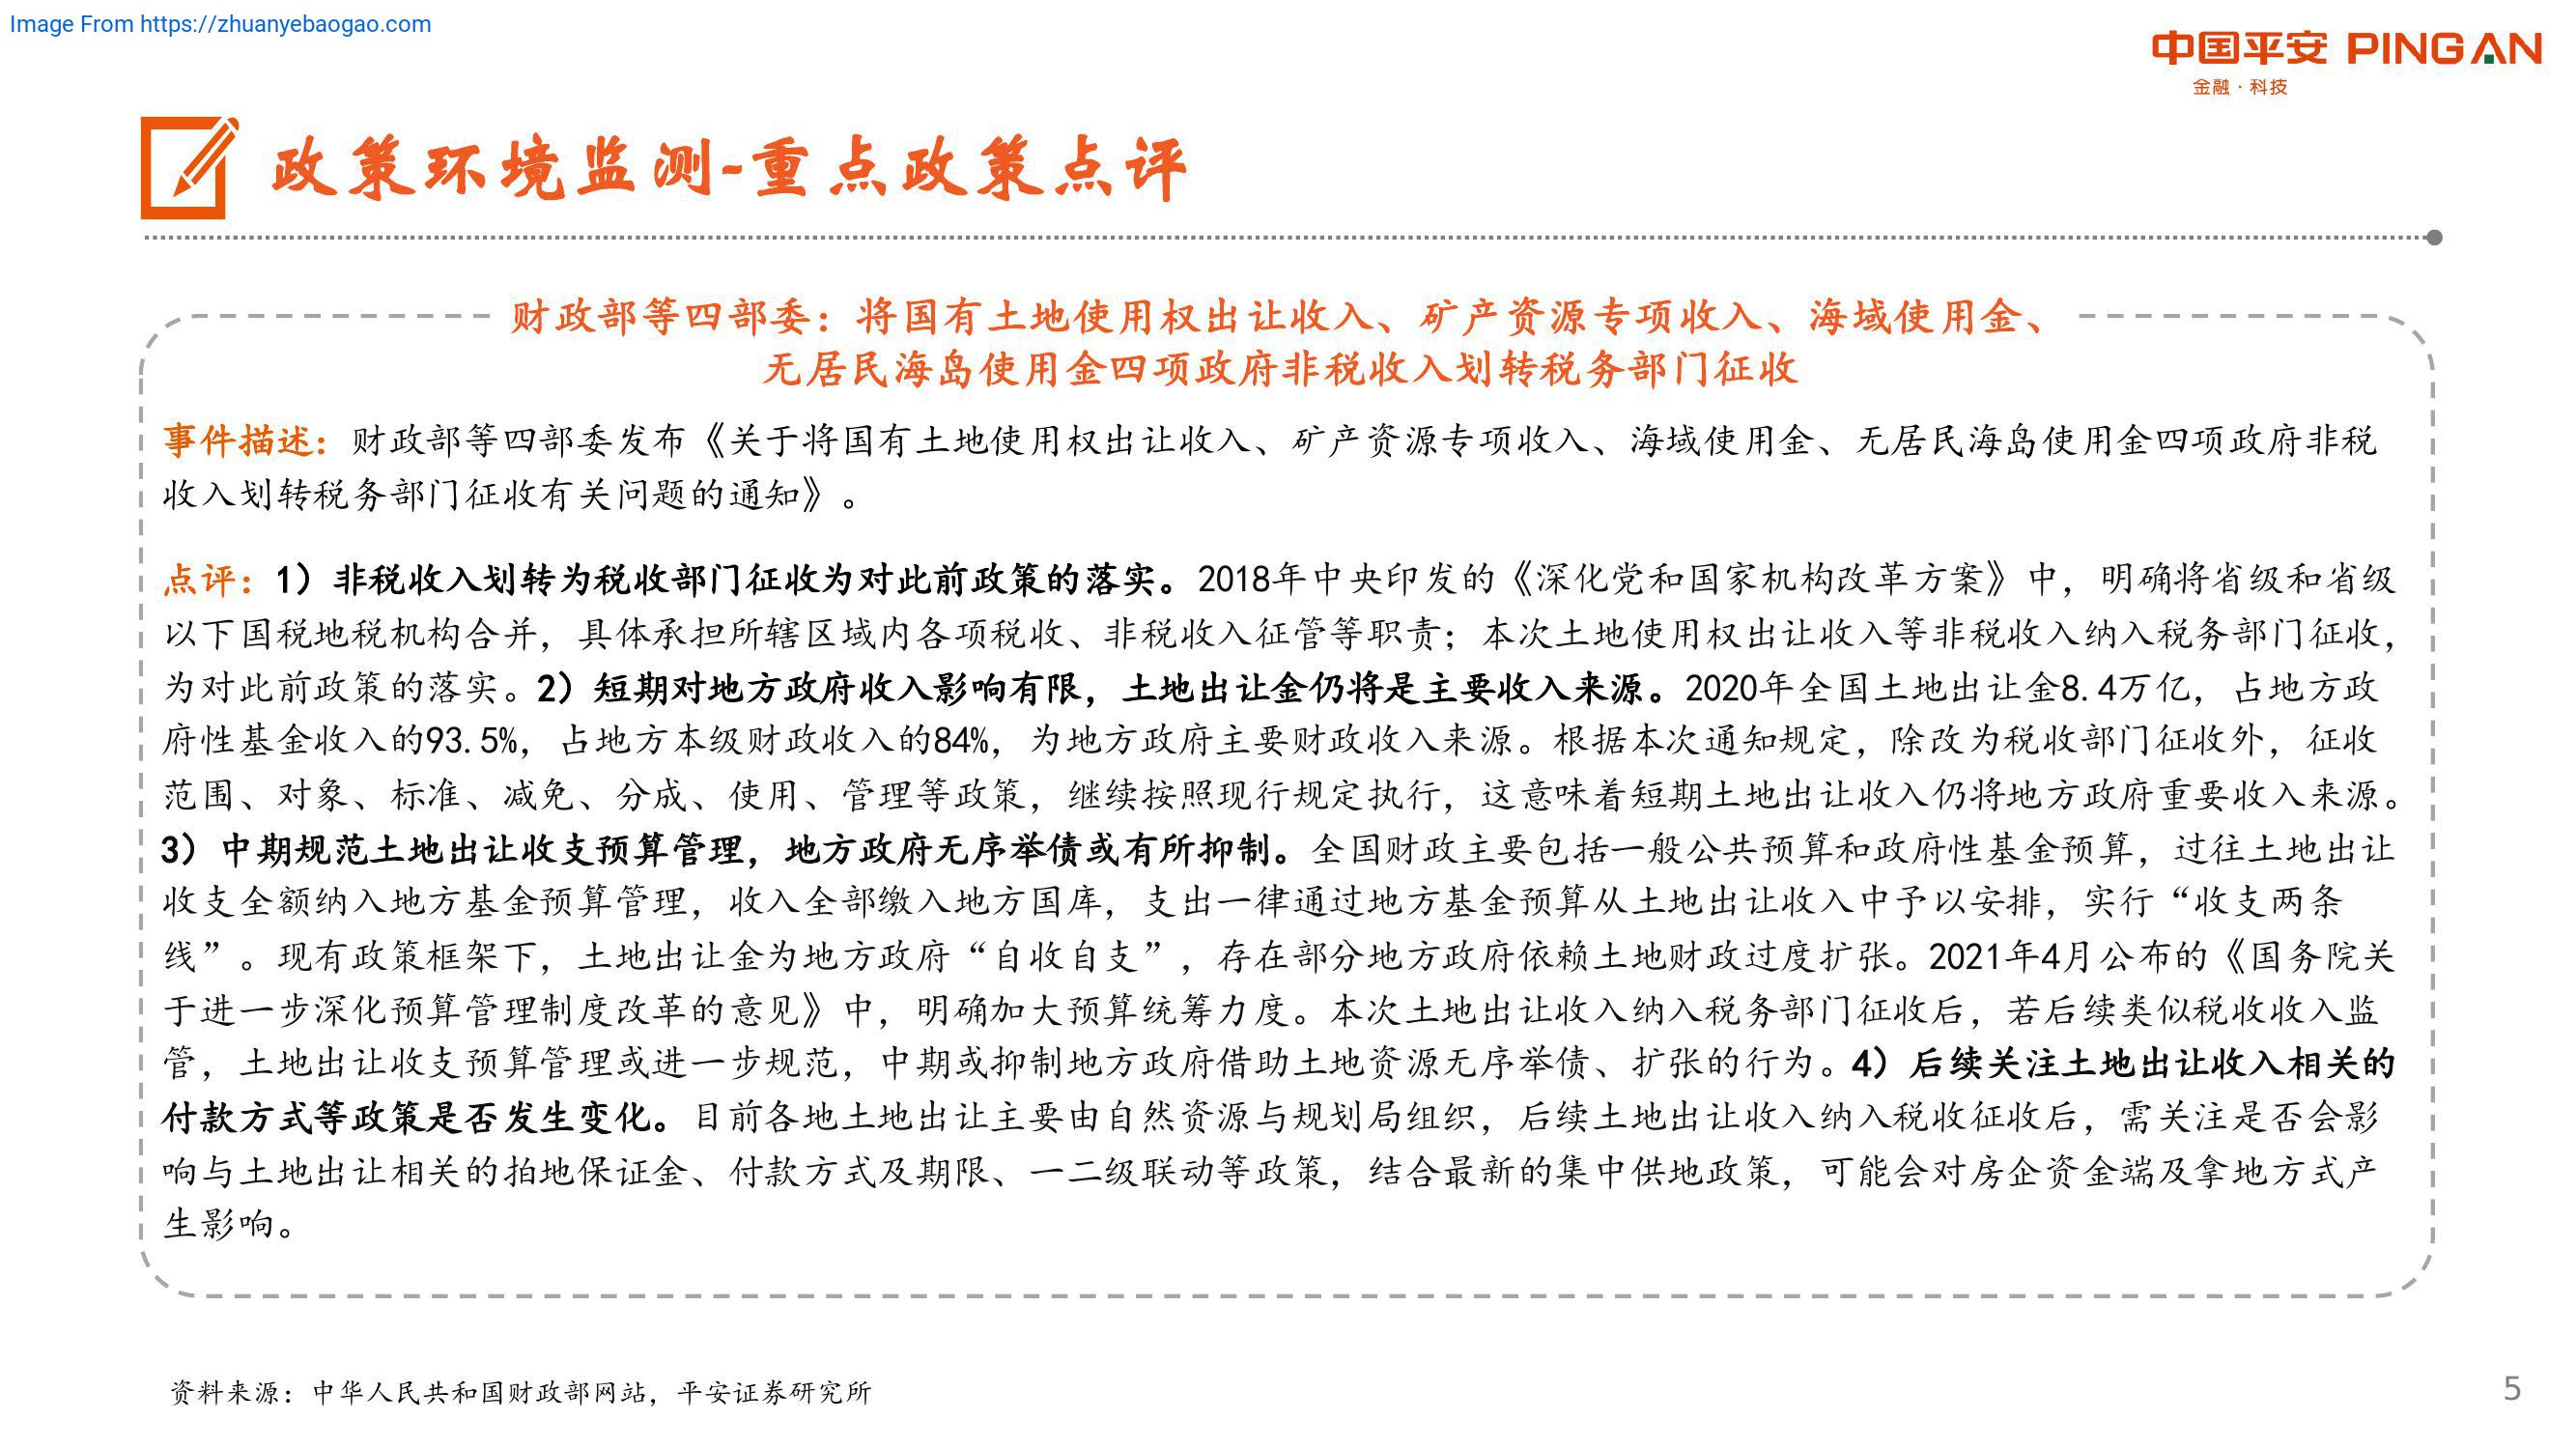 Image From https://zhuanyebaogao.com
中国平安 PINGAN
金融·科技
政策环境监测-重点政策点评
财政部等四部委：将国有土地使用权出让收入、矿产资源专项收入、海域使用金、
无居民海岛使用金四项政府非税收入划转税务部门征收
事件描述：财政部等四部委发布《关于将国有土地使用权出让收入、矿产资源专项收入、海域使用金、无居民海岛使用金四项政府非税
收入划转税务部门征收有关问题的通知》。
点评：1）非税收入划转为税收部门征收为对此前政策的落实。2018年中央印发的《深化党和国家机构改革方案》中，明确将省级和省级
以下国税地税机构合并，具体承担所辖区域内各项税收、非税收入征管等职责；本次土地使用权出让收入等非税收入纳入税务部门征收，
为对此前政策的落实。2）短期对地方政府收入影响有限，土地出让金仍将是主要收入来源。2020年全国土地出让金8.4万亿，占地方政
府性基金收入的93.5%，占地方本级财政收入的84%，为地方政府主要财政收入来源。根据本次通知规定，除改为税收部门征收外，征收
范围、对象、标准、减免、分成、使用、管理等政策，继续按照现行规定执行，这意味着短期土地出让收入仍将地方政府重要收入来源。
3）中期规范土地出让收支预算管理，地方政府无序举债或有所抑制。全国财政主要包括一般公共预算和政府性基金预算，过往土地出让
收支全额纳入地方基金预算管理，收入全部缴入地方国库，支出一律通过地方基金预算从土地出让收入中予以安排，实行“收支两条
线”。现有政策框架下，土地出让金为地方政府“自收自支”，存在部分地方政府依赖土地财政过度扩张。2021年4月公布的《国务院关
于进一步深化预算管理制度改革的意见》中，明确加大预算统筹力度。本次土地出让收入纳入税务部门征收后，若后续类似税收收入监
管，土地出让收支预算管理或进一步规范，中期或抑制地方政府借助土地资源无序举债、扩张的行为。4）后续关注土地出让收入相关的
付款方式等政策是否发生变化。目前各地土地出让主要由自然资源与规划局组织，后续土地出让收入纳入税收征收后，需关注是否会影
响与土地出让相关的拍地保证金、付款方式及期限、一二级联动等政策，结合最新的集中供地政策，可能会对房企资金端及拿地方式产
生影响。
资料来源：中华人民共和国财政部网站，平安证券研究所
5